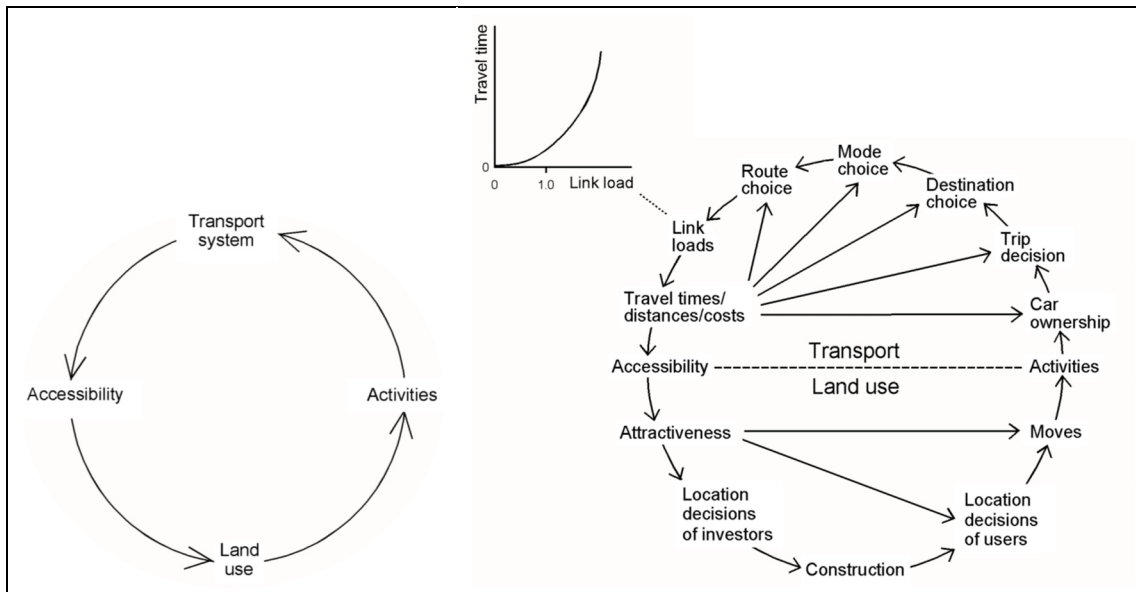 Transport
system
Accessibility
Activities
Land
use
Travel time
0
0
1.0
Link load
Mode
choice
Route
choice
Destination
choice
Link
loads
Trip
decision
Travel times/
distances/costs
Car
ownership
Transport
Accessibility
Activities
Land use
Attractiveness
Moves
Location
decisions
of investors
Location
decisions
of users
Construction